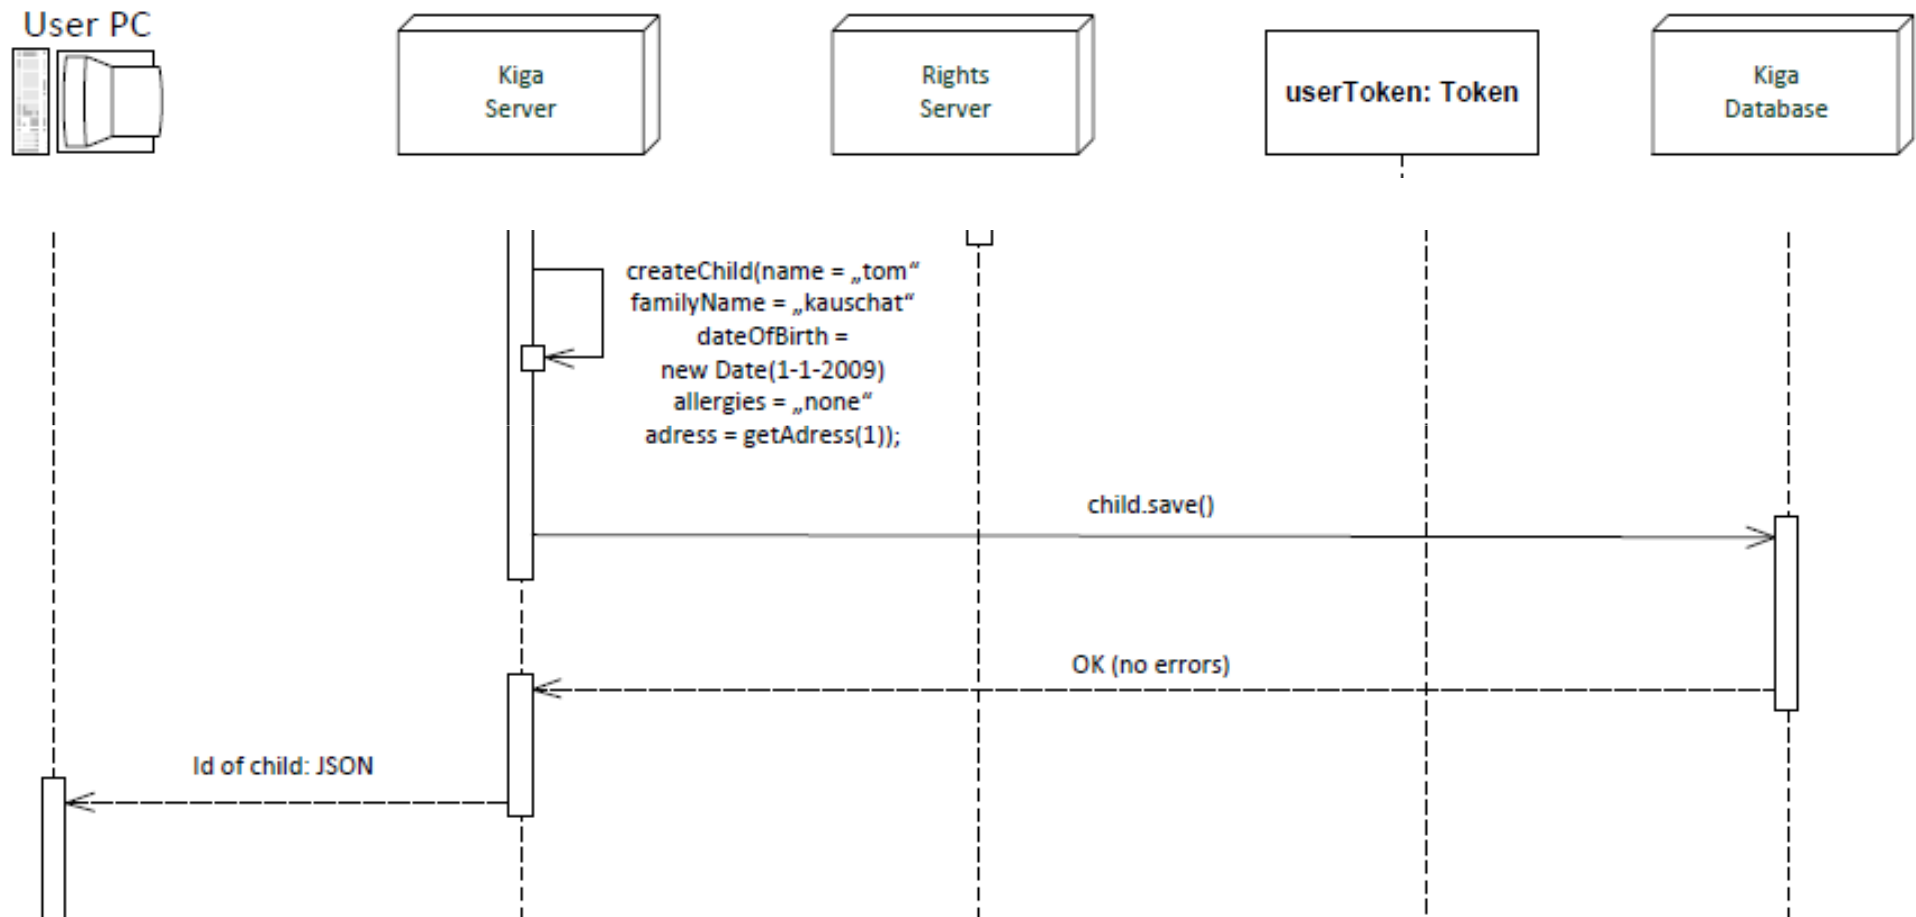 User PC
Kiga
Server
Rights
Server
userToken: Token
Kiga
Database
createChild(name = „tom“
familyName = „kauschat“
dateOfBirth =
new Date(1-1-2009)
allergies = „none“
adress = getAdress(1));
child.save()
OK (no errors)
Id of child: JSON